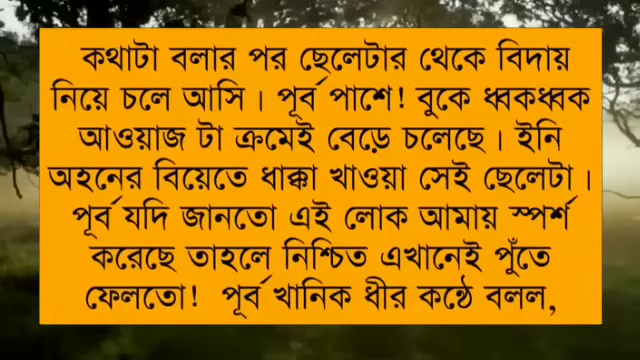 কথাটা বলার পর ছেলেটার থেকে বিদায়
নিয়ে চলে আসি। পূর্ব পাশে! বুকে ধ্বকধ্বক
আওয়াজ টা ক্রমেই বেড়ে চলেছে। ইনি
অহনের বিয়েতে ধাক্কা খাওয়া সেই ছেলেটা।
পূর্ব যদি জানতো এই লোক আমায় স্পর্শ
করেছে তাহলে নিশ্চিত এখানেই পুঁতে
ফেলতো! পূর্ব খানিক ধীর কন্ঠে বলল,